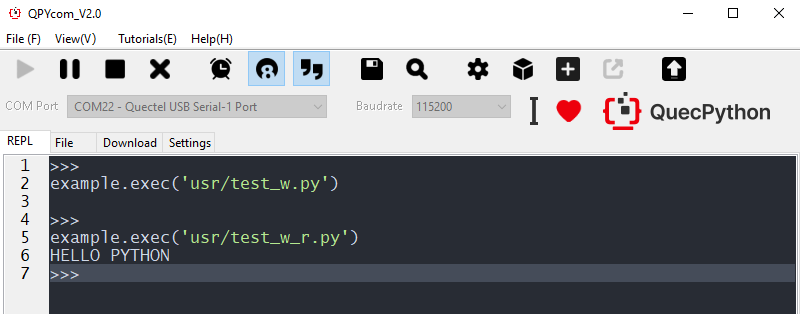 QPYcom_V2.0
File (F) View(V) Tutorials(E) Help(H)
COM Port COM22 - Quectel USB Serial-1 Port Baudrate 115200 QuecPython
REPL File Download Settings
1 >>>
2 example.exec('usr/test_w.py')
3
4 >>>
5 example.exec('usr/test_w_r.py')
6 HELLO PYTHON
7 >>>